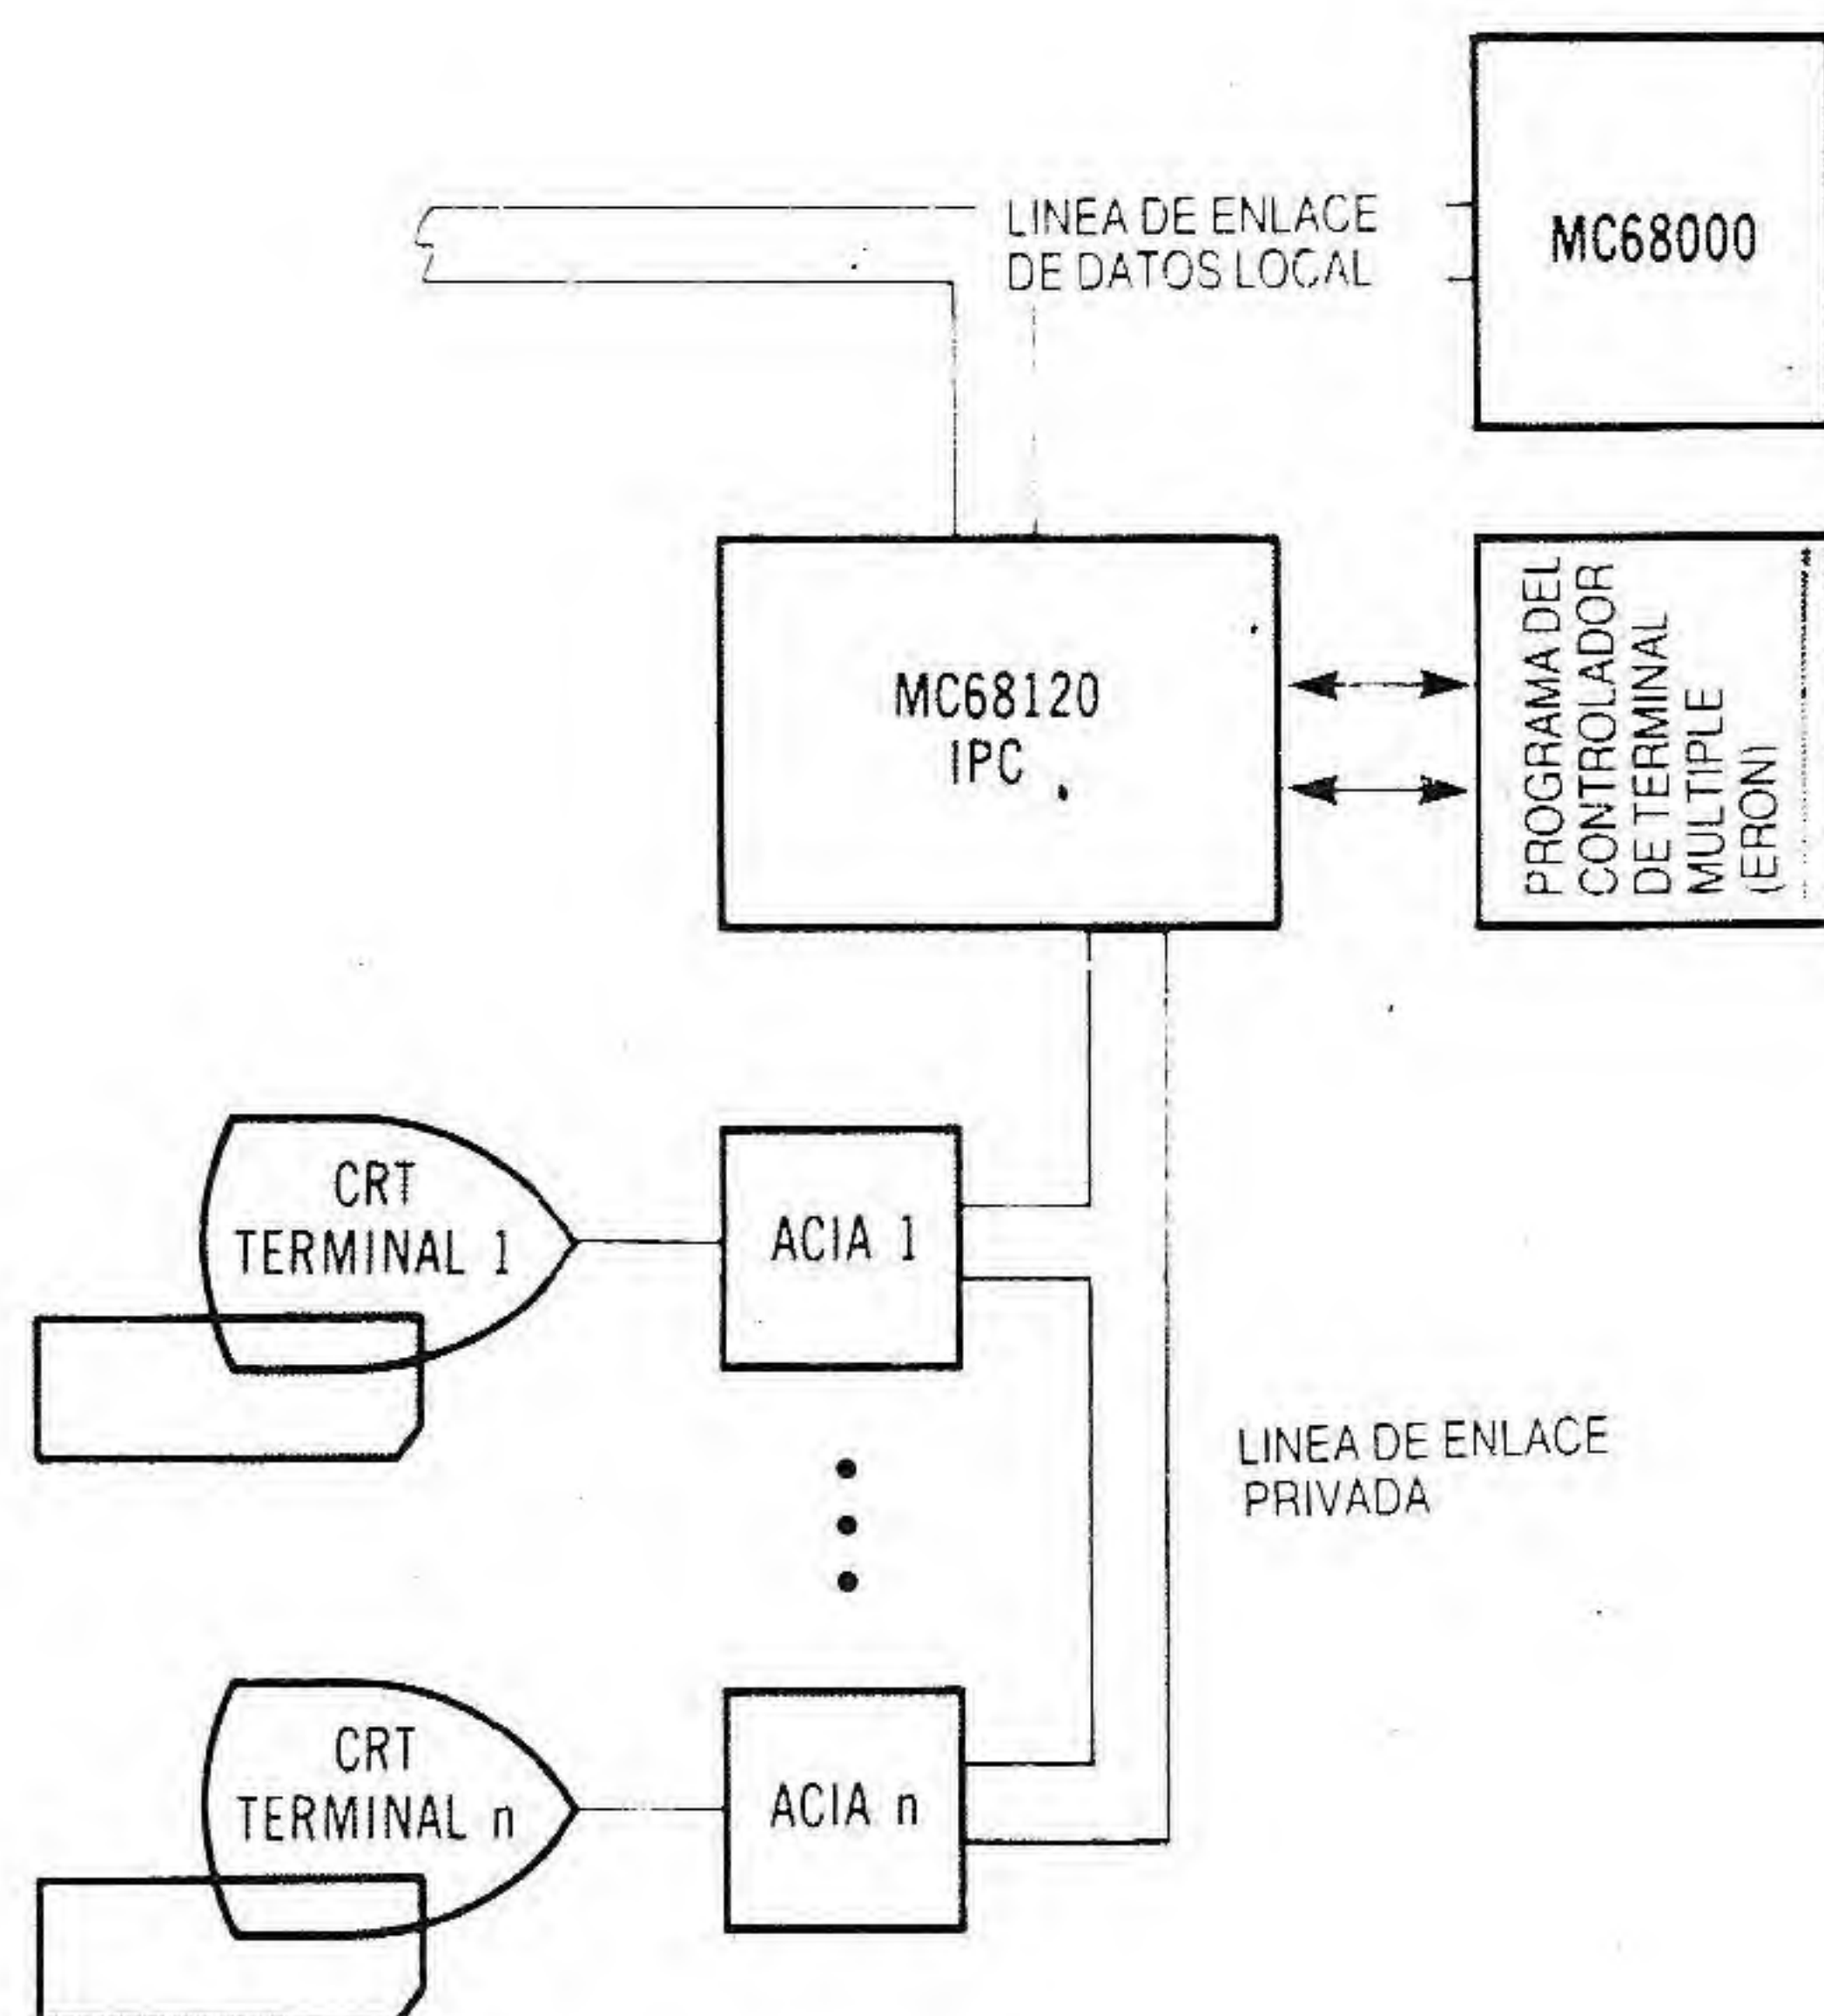 LINEA DE ENLACE
DE DATOS LOCAL
MC68000
MC68120
IPC
PROGRAMA DEL
CONTROLADOR
DE TERMINAL
MULTIPLE
(ERON)
CRT
TERMINAL 1
ACIA 1
LINEA DE ENLACE
PRIVADA
CRT
TERMINAL n
ACIA n